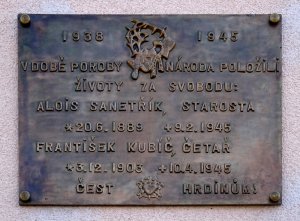 1938 1945
V DOBĚ POROBY NÁRODA POLOŽILI
ŽIVOTY ZA SVOBODU:
ALOIS SANETŘÍK, STAROSTA
*20.6.1889 +9.2.1945
FRANTIŠEK KUBÍČ, ČETAŘ
*3.12.1903 +10.4.1945
ČEST HRDINŮM!